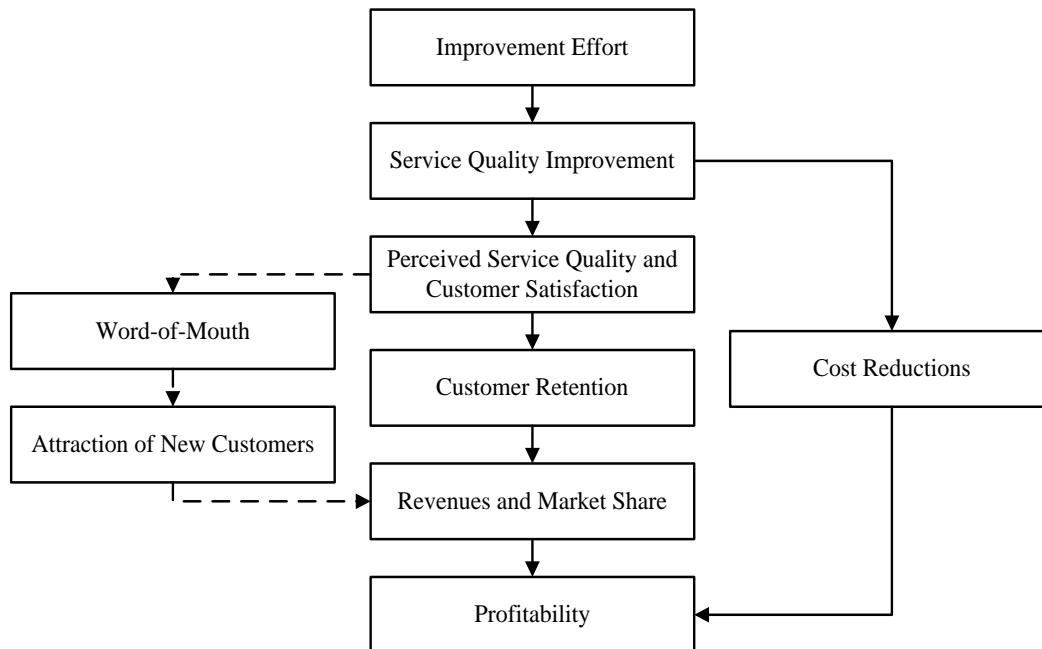 Improvement Effort
Service Quality Improvement
Perceived Service Quality and
Customer Satisfaction
Word-of-Mouth
Customer Retention
Cost Reductions
Attraction of New Customers
Revenues and Market Share
Profitability